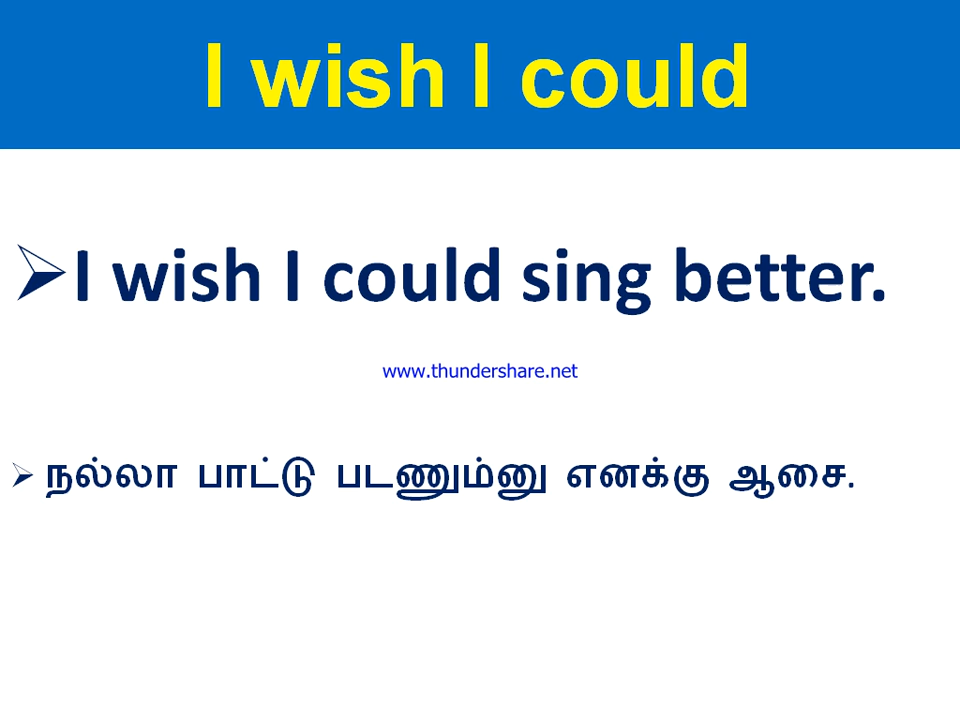 I wish I could
➢I wish I could sing better.
www.thundershare.net
➢ நல்லா பாட்டு படணும்னு எனக்கு ஆசை.